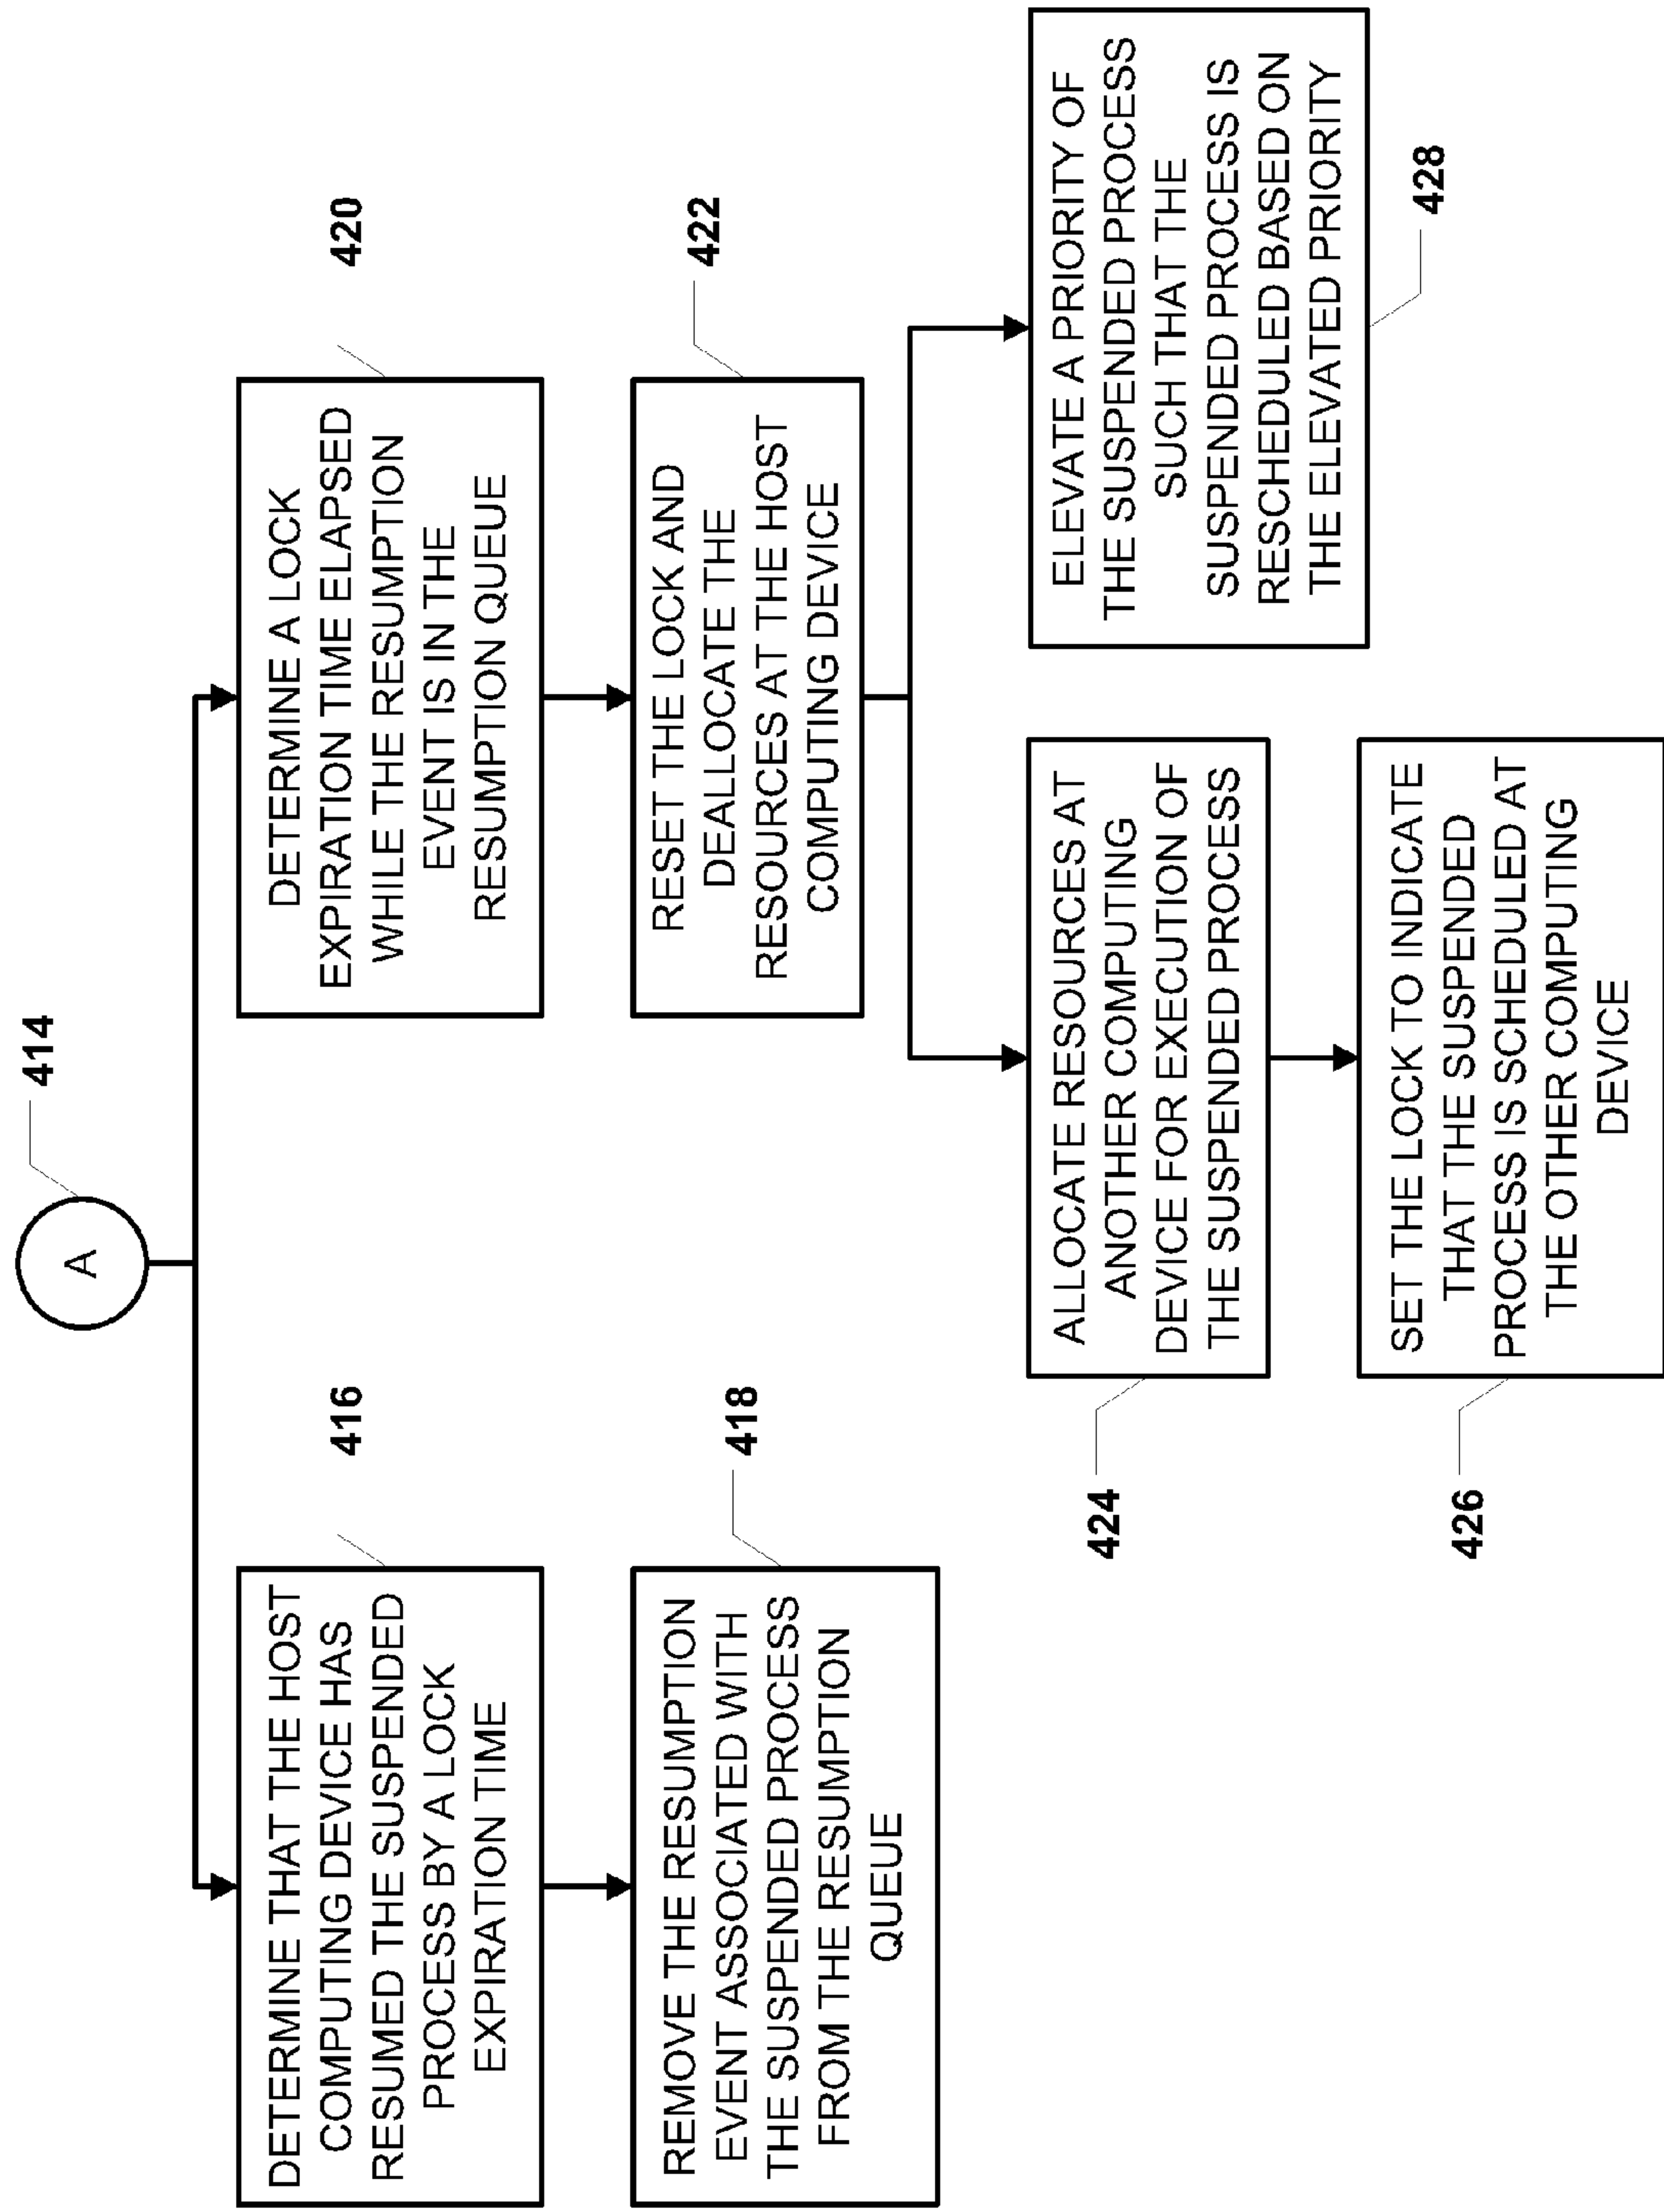 414
A
416
DETERMINE THAT THE HOST
COMPUTING DEVICE HAS
RESUMED THE SUSPENDED
PROCESS BY A LOCK
EXPIRATION TIME
418
REMOVE THE RESUMPTION
EVENT ASSOCIATED WITH
THE SUSPENDED PROCESS
FROM THE RESUMPTION
QUEUE
420
DETERMINE A LOCK
EXPIRATION TIME ELAPSED
WHILE THE RESUMPTION
EVENT IS IN THE
RESUMPTION QUEUE
422
RESET THE LOCK AND
DEALLOCATE THE
RESOURCES AT THE HOST
COMPUTING DEVICE
424
ALLOCATE RESOURCES AT
ANOTHER COMPUTING
DEVICE FOR EXECUTION OF
THE SUSPENDED PROCESS
426
SET THE LOCK TO INDICATE
THAT THE SUSPENDED
PROCESS IS SCHEDULED AT
THE OTHER COMPUTING
DEVICE
ELEVATE A PRIORITY OF
THE SUSPENDED PROCESS
SUCH THAT THE
SUSPENDED PROCESS IS
RESCHEDULED BASED ON
THE ELEVATED PRIORITY
428